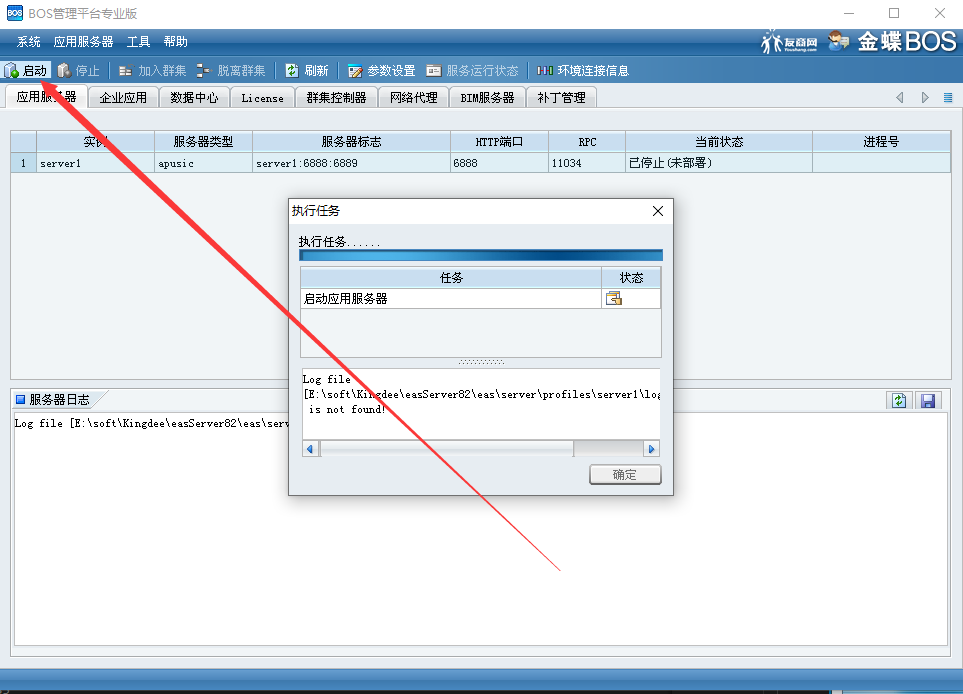 BOS BOS管理平台专业版
系统 应用服务器 工具 帮助
友商网 Youshang.com 金蝶BOS
启动 停止 加入群集 脱离群集 刷新 参数设置 服务运行状态 环境连接信息
应用服务器 企业应用 数据中心 License 群集控制器 网络代理 BIM服务器 补丁管理
实例 服务器类型 服务器标志 HTTP端口 RPC 当前状态 进程号
1 server1 apusic server1:6888:6889 6888 11034 已停止(未部署)
执行任务
执行任务......
任务 状态
启动应用服务器
Log file
[E:\soft\Kingdee\easServer82\eas\server\profiles\server1\log
is not found!
确定
服务器日志
Log file [E:\soft\Kingdee\easServer82\eas\serv